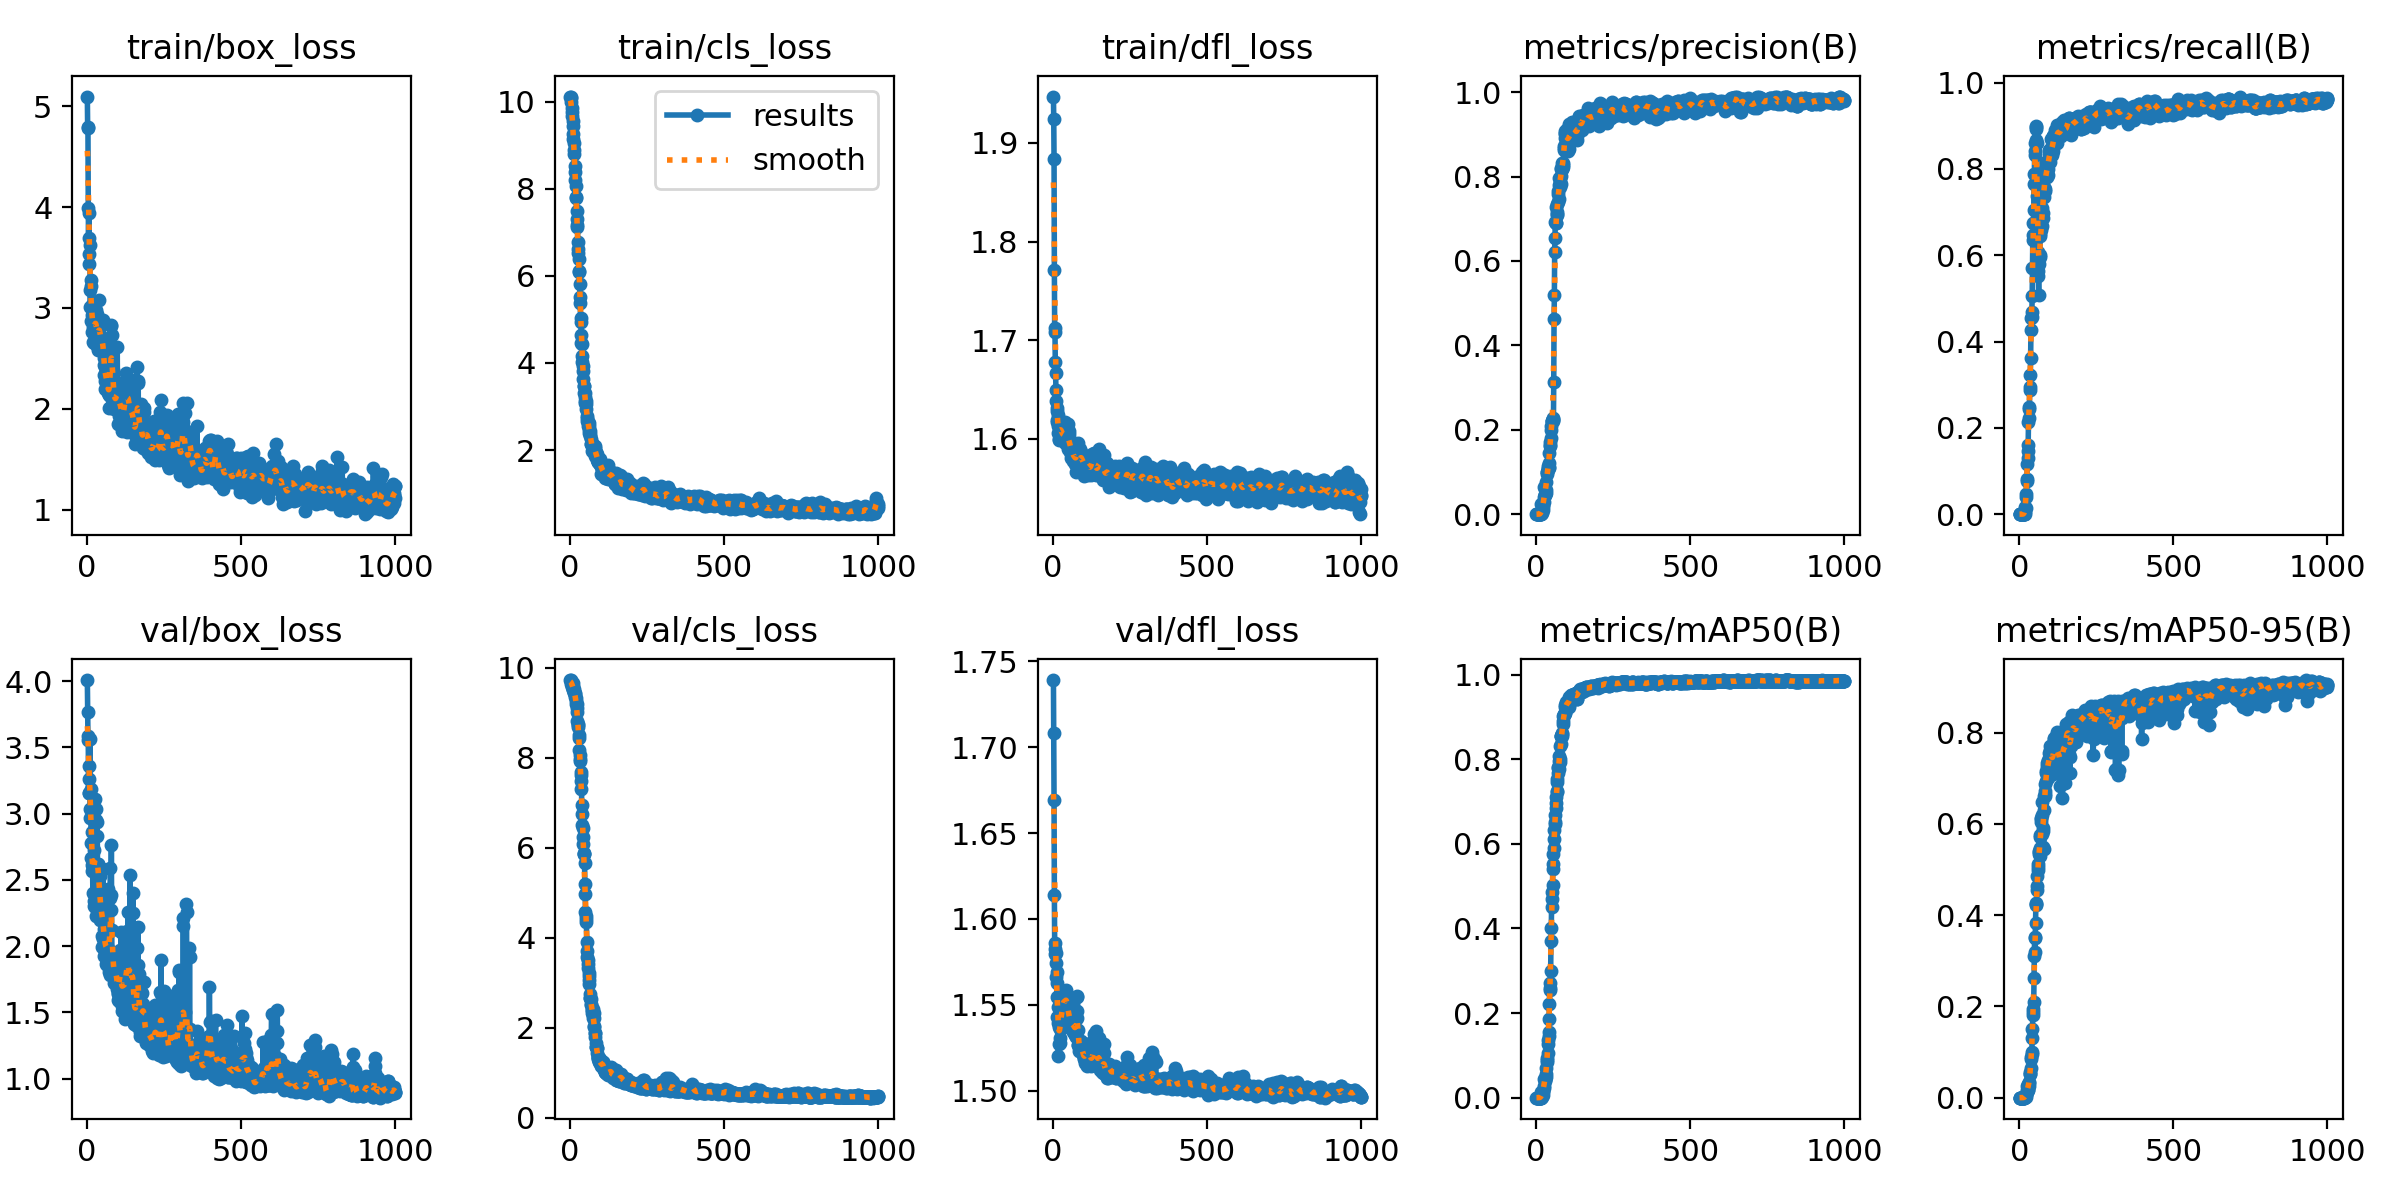 train/box_loss
5
4
3
2
1
0 500 1000
train/cls_loss
results
smooth
10
8
6
4
2
0 500 1000
train/dfl_loss
1.9
1.8
1.7
1.6
0 500 1000
metrics/precision(B)
1.0
0.8
0.6
0.4
0.2
0.0
0 500 1000
metrics/recall(B)
1.0
0.8
0.6
0.4
0.2
0.0
0 500 1000
val/box_loss
4.0
3.5
3.0
2.5
2.0
1.5
1.0
0 500 1000
val/cls_loss
10
8
6
4
2
0
0 500 1000
val/dfl_loss
1.75
1.70
1.65
1.60
1.55
1.50
0 500 1000
metrics/mAP50(B)
1.0
0.8
0.6
0.4
0.2
0.0
0 500 1000
metrics/mAP50-95(B)
0.8
0.6
0.4
0.2
0.0
0 500 1000